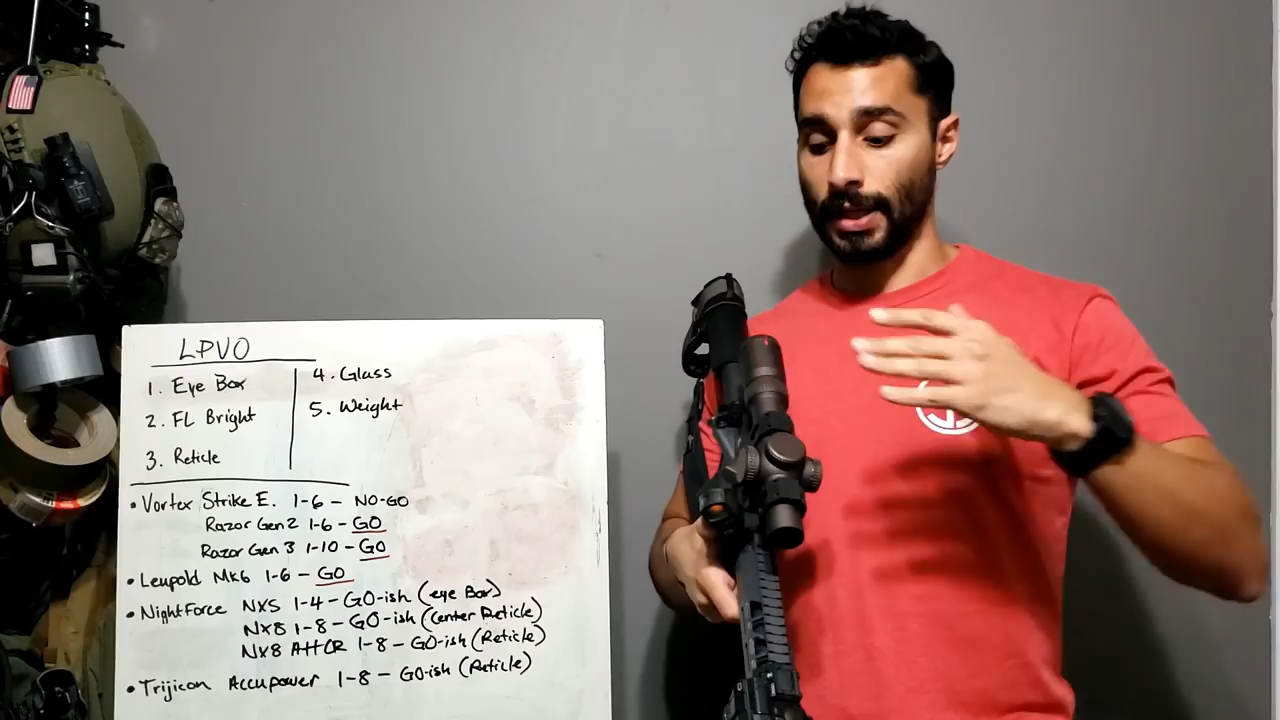 LPVO
1. Eye Box
2. FL Bright
3. Reticle
4. Glass
5. Weight
• Vortex Strike E. 1-6 - NO-GO
Razor Gen2 1-6 - GO
Razor Gen 3 1-10 - GO
• Leupold MK6 1-6 - GO
• NightForce NXS 1-4 - GO-ish (eye Box)
NX8 1-8 - GO-ish (Center Reticle)
NX8 ATACR 1-8 - GO-ish (Reticle)
• Trijicon Accupower 1-8 - GO-ish (Reticle)